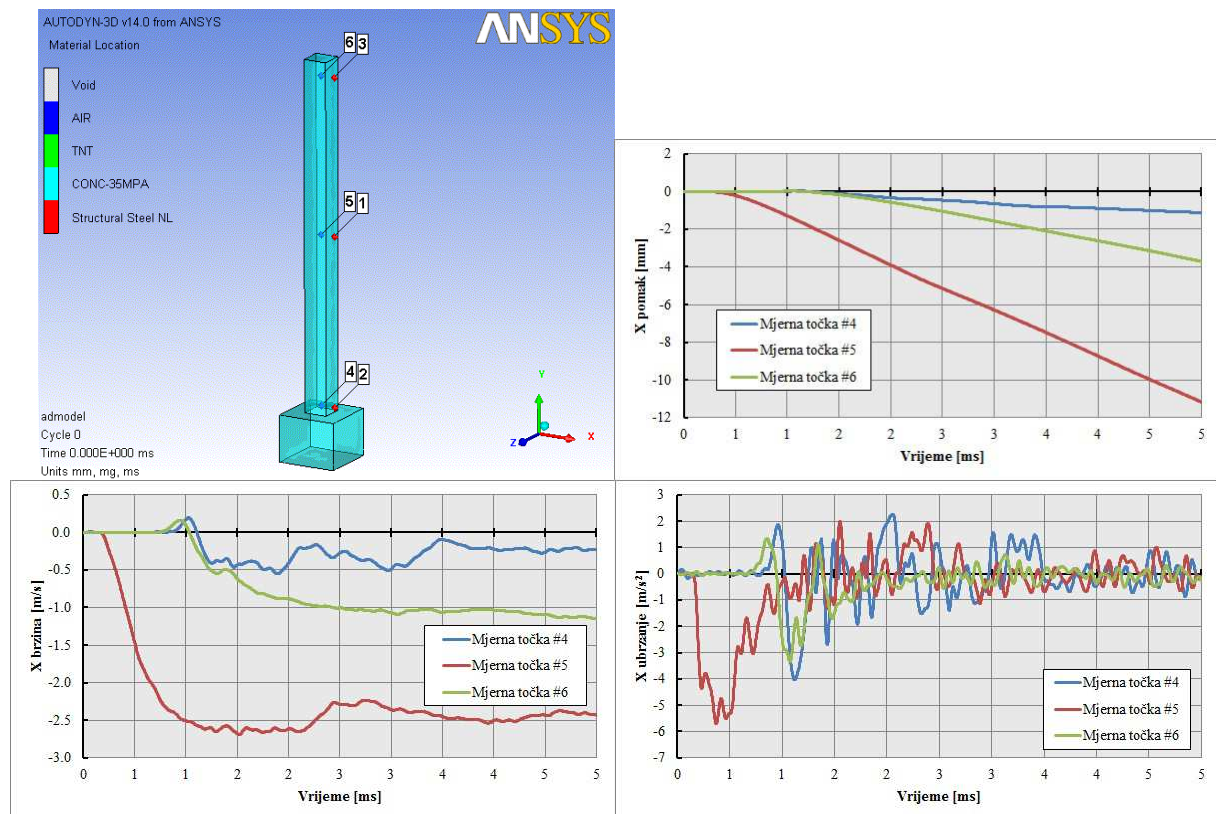 AUTODYN-3D v14.0 from ANSYS
Material Location
ANSYS
Void
AIR
TNT
CONC-35MPA
Structural Steel NL
6 3
5 1
4 2
Y
X
Z
admodel
Cycle 0
Time 0.000E+000 ms
Units mm, mg, ms
X pomak [mm]
2
0
-2
-4
-6
-8
-10
-12
Mjerna točka #4
Mjerna točka #5
Mjerna točka #6
0 1 1 2 2 3 3 4 4 5 5
Vrijeme [ms]
X brzina [m/s]
0.5
0.0
-0.5
-1.0
-1.5
-2.0
-2.5
-3.0
Mjerna točka #4
Mjerna točka #5
Mjerna točka #6
0 1 1 2 2 3 3 4 4 5 5
Vrijeme [ms]
X ubrzanje [m/s²]
3
2
1
0
-1
-2
-3
-4
-5
-6
-7
Mjerna točka #4
Mjerna točka #5
Mjerna točka #6
0 1 1 2 2 3 3 4 4 5 5
Vrijeme [ms]